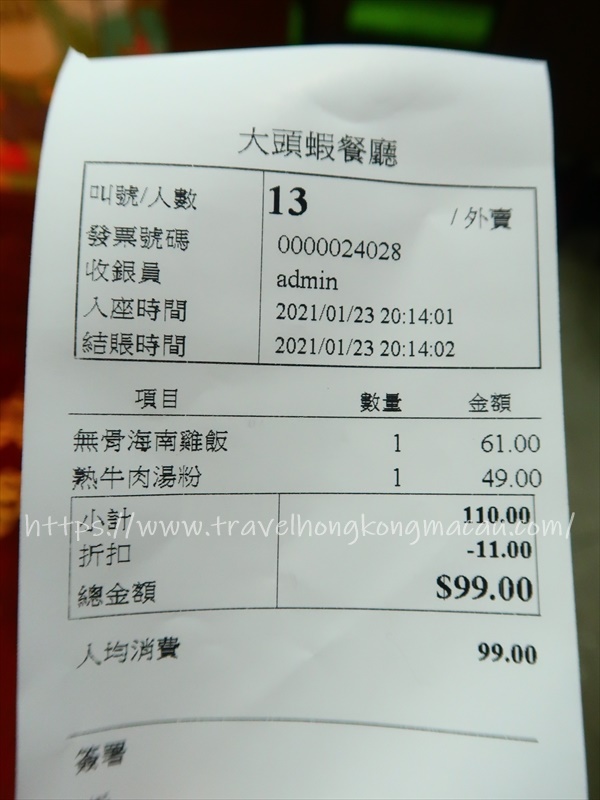 大頭蝦餐廳
叫號/人數 13 / 外賣
發票號碼 0000024028
收銀員 admin
入座時間 2021/01/23 20:14:01
結賬時間 2021/01/23 20:14:02
項目 數量 金額
無骨海南雞飯 1 61.00
熟牛肉湯粉 1 49.00
小計 110.00
https://www.travelhongkongmacau.com/
折扣 -11.00
總金額 $99.00
人均消費 99.00
簽署